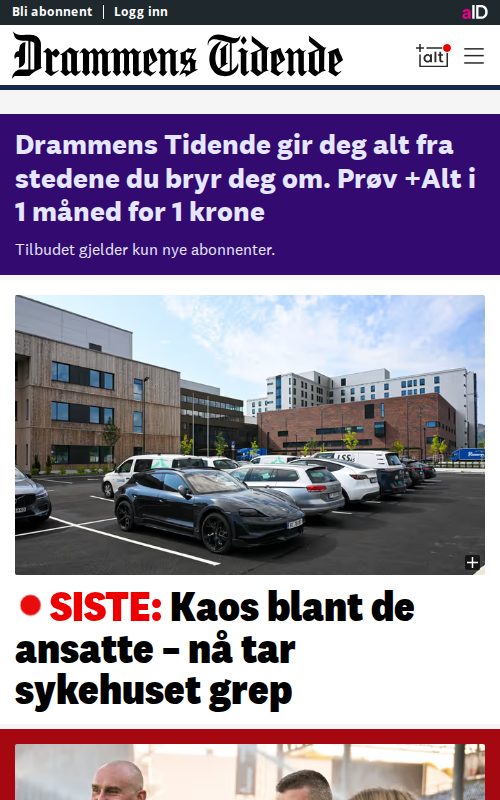 Bli abonnent | Logg inn
aID
Drammens Tidende
+alt
Drammens Tidende gir deg alt fra
stedene du bryr deg om. Prøv +Alt i
1 måned for 1 krone
Tilbudet gjelder kun nye abonnenter.
SISTE: Kaos blant de
ansatte – nå tar
sykehuset grep